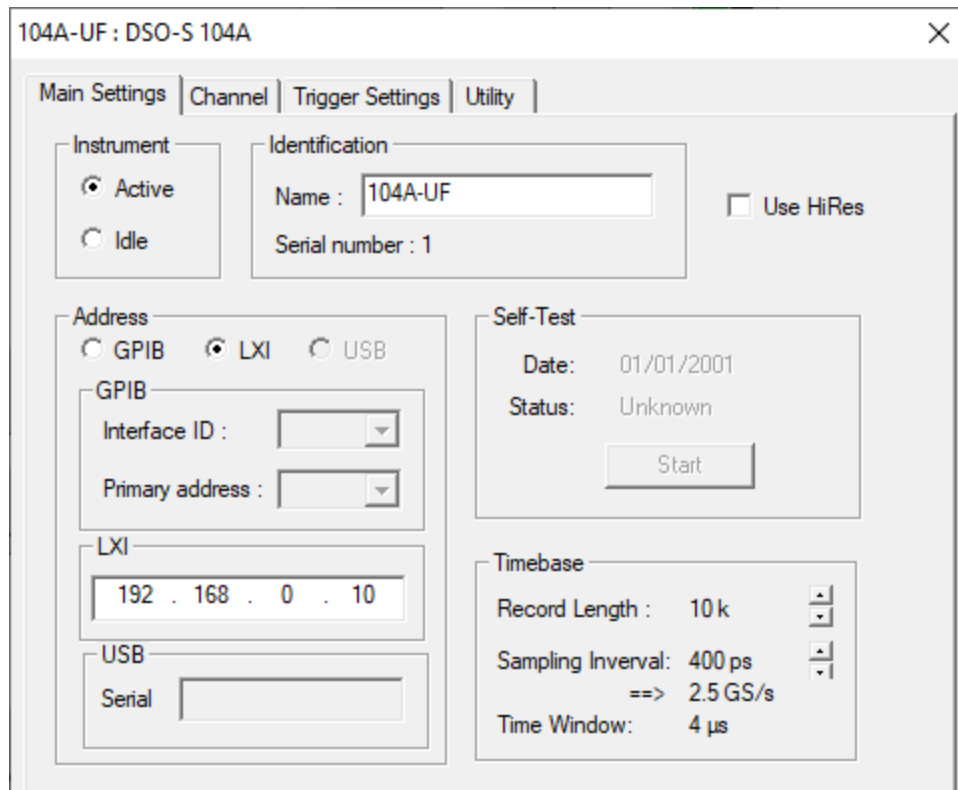 104A-UF : DSO-S 104A
Main Settings Channel Trigger Settings Utility
Instrument
Active
Idle
Identification
Name : 104A-UF
Serial number : 1
Use HiRes
Address
GPIB LXI USB
GPIB
Interface ID :
Primary address :
LXI
192 . 168 . 0 . 10
USB
Serial
Self-Test
Date: 01/01/2001
Status: Unknown
Start
Timebase
Record Length : 10 k
Sampling Inverval: 400 ps
==> 2.5 GS/s
Time Window: 4 µs